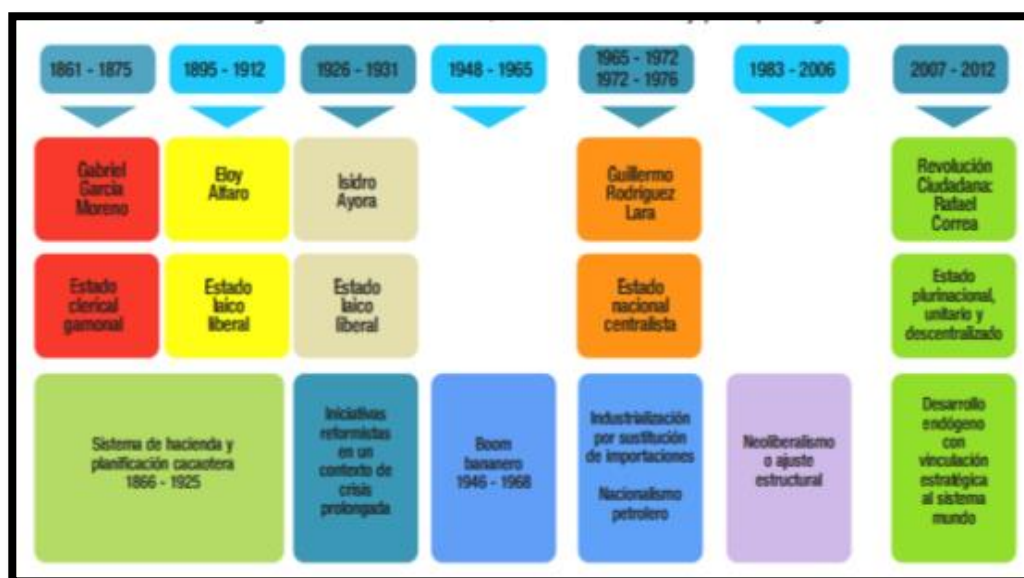 1861 - 1875
1895 - 1912
1926 - 1931
1948 - 1965
1965 - 1972
1972 - 1976
1983 - 2006
2007 - 2012
Gabriel
García
Moreno
Eloy
Alfaro
Isidro
Ayora
Guillermo
Rodríguez
Lara
Revolución
Ciudadana:
Rafael
Correa
Estado
clerical
gamonal
Estado
laico
liberal
Estado
laico
liberal
Estado
nacional
centralista
Estado
plurinacional,
unitario y
descentralizado
Sistema de hacienda y
planificación cacaotera
1866 - 1925
Iniciativas
reformistas
en un
contexto de
crisis
prolongada
Boom
bananero
1946 - 1968
Industrialización
por sustitución
de importaciones
Nacionalismo
petrolero
Neoliberalismo
o ajuste
estructural
Desarrollo
endógeno
con
vinculación
estratégica
al sistema
mundo